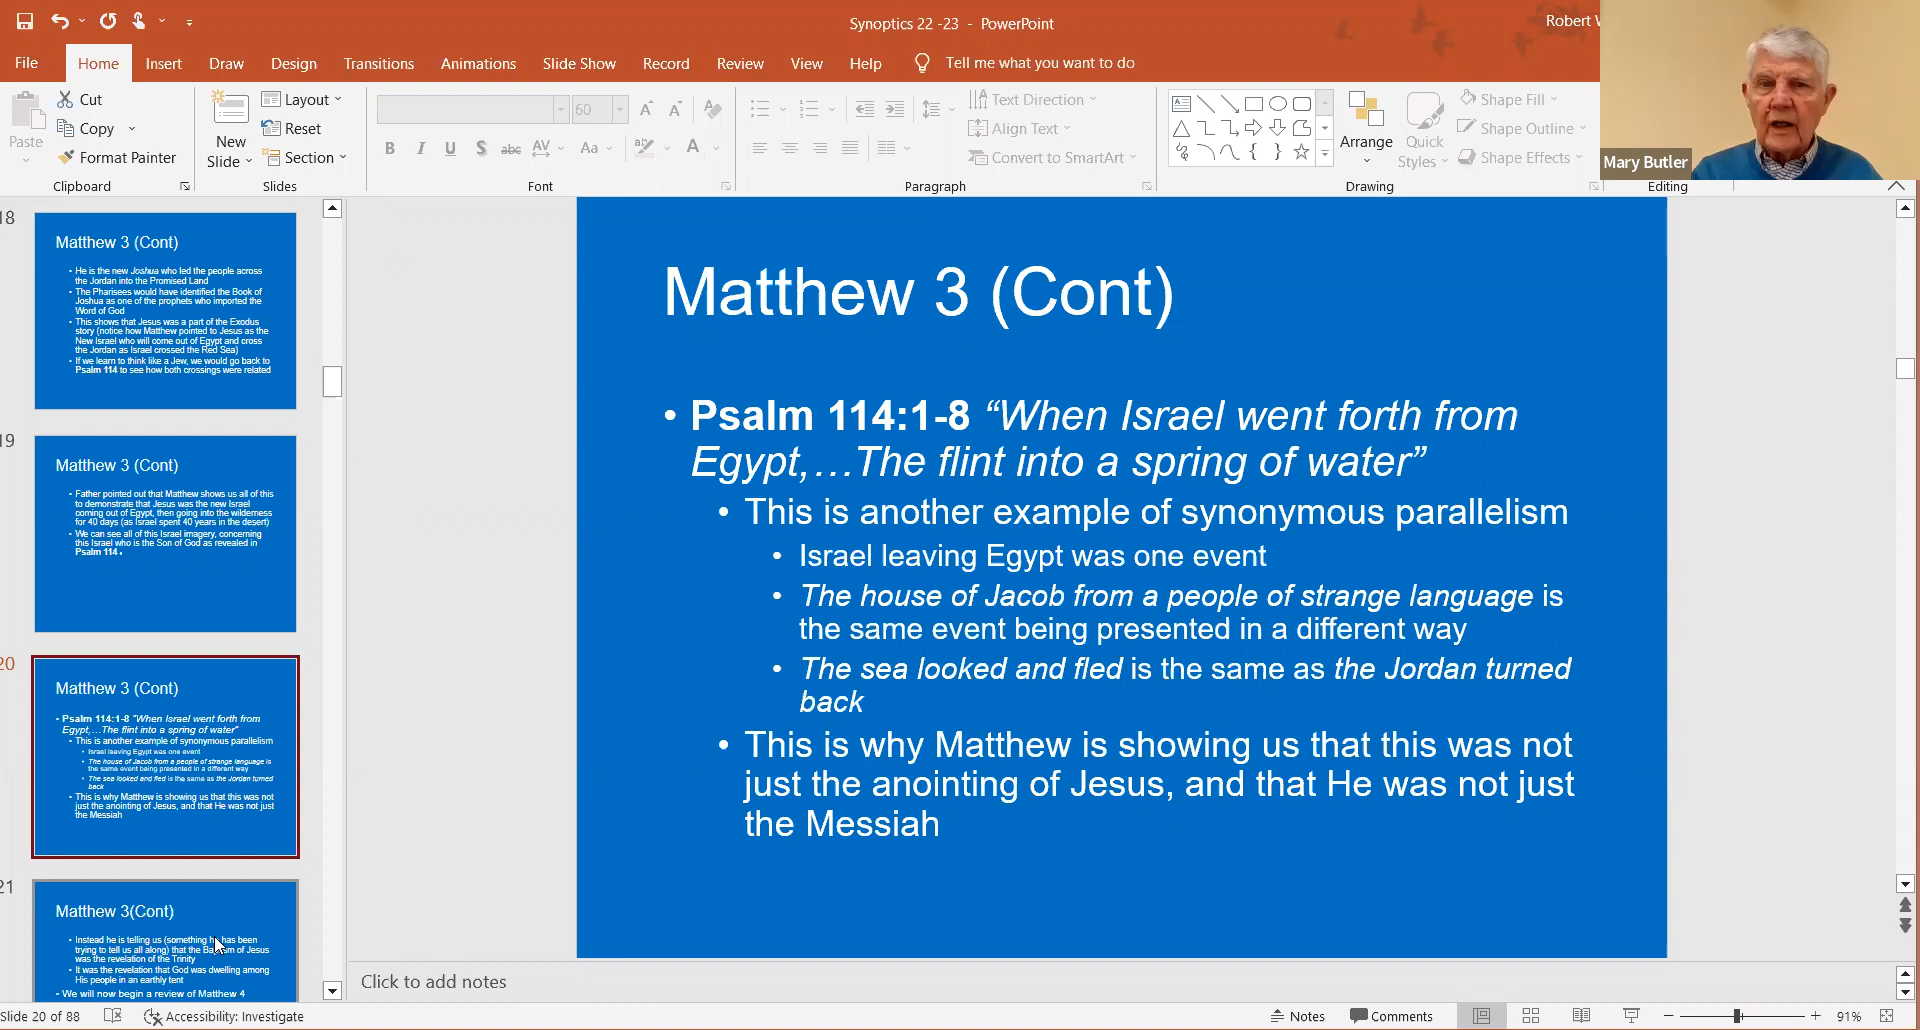 Synoptics 22 -23 - PowerPoint
Robert W
File Home Insert Draw Design Transitions Animations Slide Show Record Review View Help Tell me what you want to do
Paste
Cut
Copy
Format Painter
Clipboard
New
Slide
Layout
Reset
Section
Slides
60
B I U S abc AV Aa A
Font
Text Direction
Align Text
Convert to SmartArt
Paragraph
Arrange
Quick
Styles
Shape Fill
Shape Outline
Shape Effects
Drawing
Editing
Mary Butler
18
Matthew 3 (Cont)
• He is the new Joshua who led the people across
the Jordan into the Promised Land
• The Pharisees would have identified the Book of
Joshua as one of the prophets who imported the
Word of God
• This shows that Jesus was a part of the Exodus
story (notice how Matthew pointed to Jesus as the
New Israel who will come out of Egypt and cross
the Jordan as Israel crossed the Red Sea)
• If we learn to think like a Jew, we would go back to
Psalm 114 to see how both crossings were related
19
Matthew 3 (Cont)
• Father pointed out that Matthew shows us all of this
to demonstrate that Jesus was the new Israel
coming out of Egypt, then going into the wilderness
for 40 days (as Israel spent 40 years in the desert)
• We can see all of this Israel imagery, concerning
this Israel who is the Son of God as revealed in
Psalm 114 .
20
Matthew 3 (Cont)
• Psalm 114:1-8 “When Israel went forth from
Egypt,…The flint into a spring of water”
• This is another example of synonymous parallelism
• Israel leaving Egypt was one event
• The house of Jacob from a people of strange language is
the same event being presented in a different way
• The sea looked and fled is the same as the Jordan turned
back
• This is why Matthew is showing us that this was not
just the anointing of Jesus, and that He was not just
the Messiah
21
Matthew 3(Cont)
• Instead he is telling us (something he has been
trying to tell us all along) that the Baptism of Jesus
was the revelation of the Trinity
• It was the revelation that God was dwelling among
His people in an earthly tent
• We will now begin a review of Matthew 4
Matthew 3 (Cont)
• Psalm 114:1-8 “When Israel went forth from
Egypt,…The flint into a spring of water”
• This is another example of synonymous parallelism
• Israel leaving Egypt was one event
• The house of Jacob from a people of strange language is
the same event being presented in a different way
• The sea looked and fled is the same as the Jordan turned
back
• This is why Matthew is showing us that this was not
just the anointing of Jesus, and that He was not just
the Messiah
Click to add notes
Slide 20 of 88 Accessibility: Investigate Notes Comments 91%